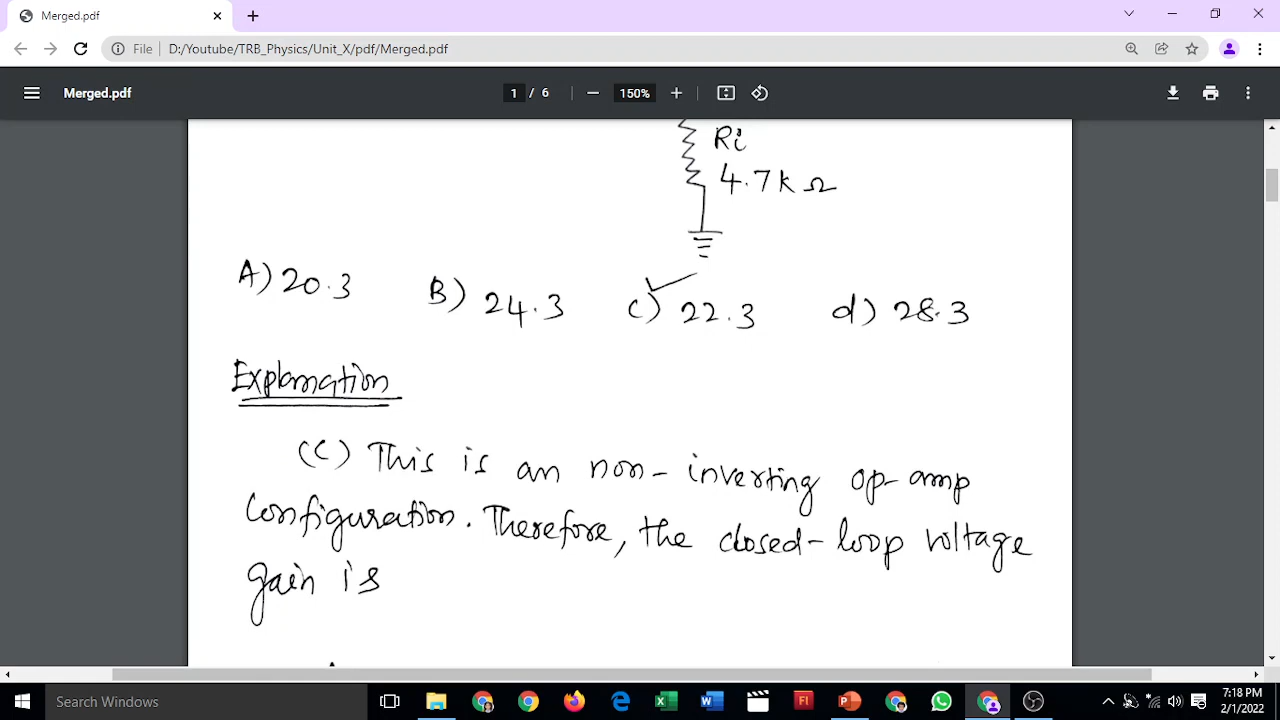 Merged.pdf
File D:/Youtube/TRB_Physics/Unit_X/pdf/Merged.pdf
Merged.pdf 1 / 6 150%
Ri
4.7k Ω
A) 20.3 B) 24.3 c) 22.3 d) 28.3
Explanation
(C) This is an non-inverting op-amp
configuration. Therefore, the closed-loop voltage
gain is
Search Windows
7:18 PM
2/1/2022